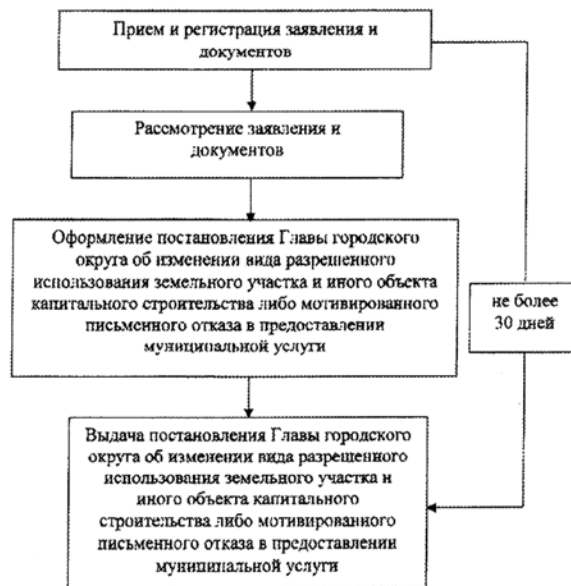 Прием и регистрация заявления и
документов
Рассмотрение заявления и
документов
Оформление постановления Главы городского
округа об изменении вида разрешенного
использования земельного участка и иного объекта
капитального строительства либо мотивированного
письменного отказа в предоставлении
муниципальной услуги
не более
30 дней
Выдача постановления Главы городского
округа об изменении вида разрешенного
использования земельного участка и
иного объекта капитального
строительства либо мотивированного
письменного отказа в предоставлении
муниципальной услуги